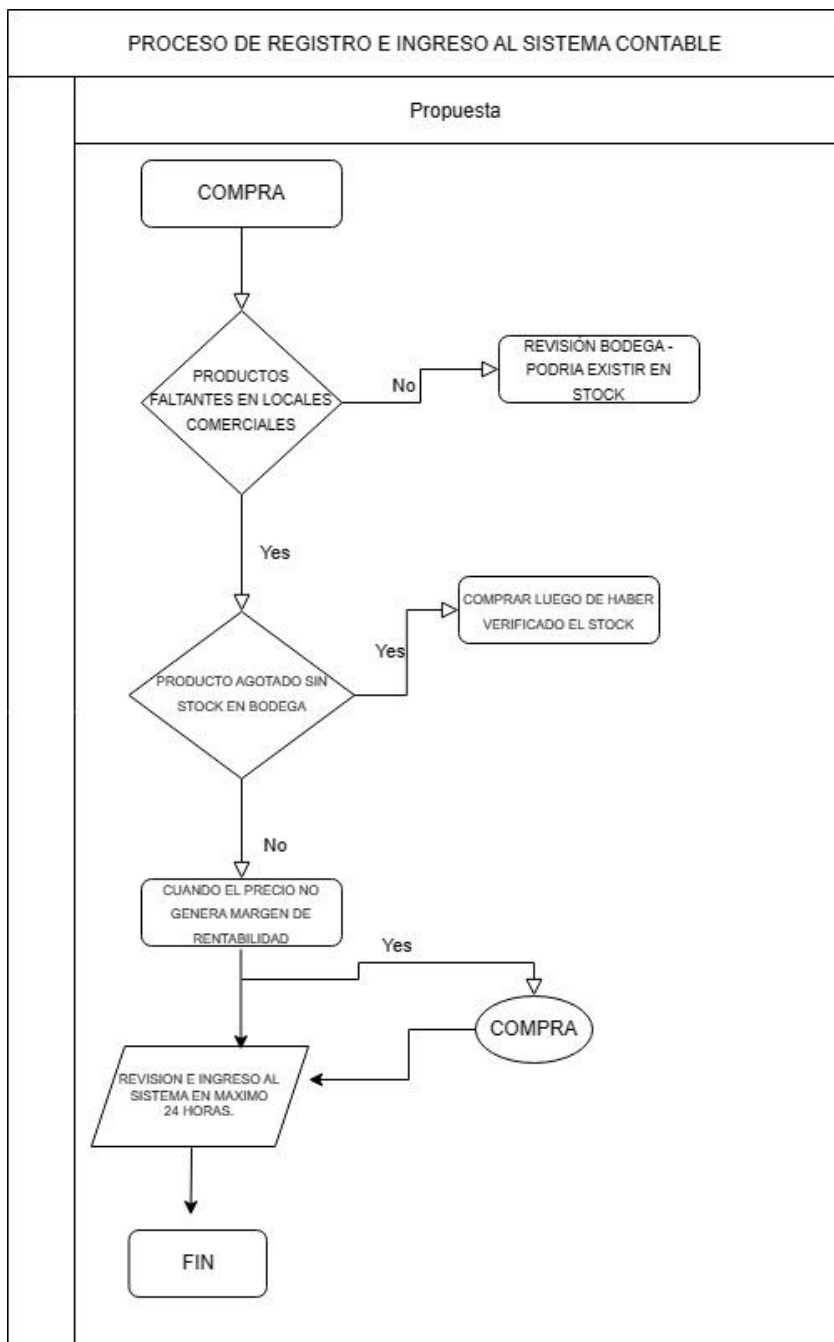 PROCESO DE REGISTRO E INGRESO AL SISTEMA CONTABLE
Propuesta
COMPRA
PRODUCTOS
FALTANTES EN LOCALES
COMERCIALES
No
REVISIÓN BODEGA -
PODRIA EXISTIR EN
STOCK
Yes
PRODUCTO AGOTADO SIN
STOCK EN BODEGA
Yes
COMPRAR LUEGO DE HABER
VERIFICADO EL STOCK
No
CUANDO EL PRECIO NO
GENERA MARGEN DE
RENTABILIDAD
Yes
COMPRA
REVISION E INGRESO AL
SISTEMA EN MAXIMO
24 HORAS.
FIN